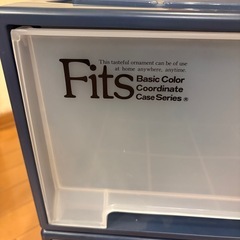 This tasteful ornament can be of use
at home anywhere, anytime.
Fits
Basic Color
Coordinate
Case Series ®